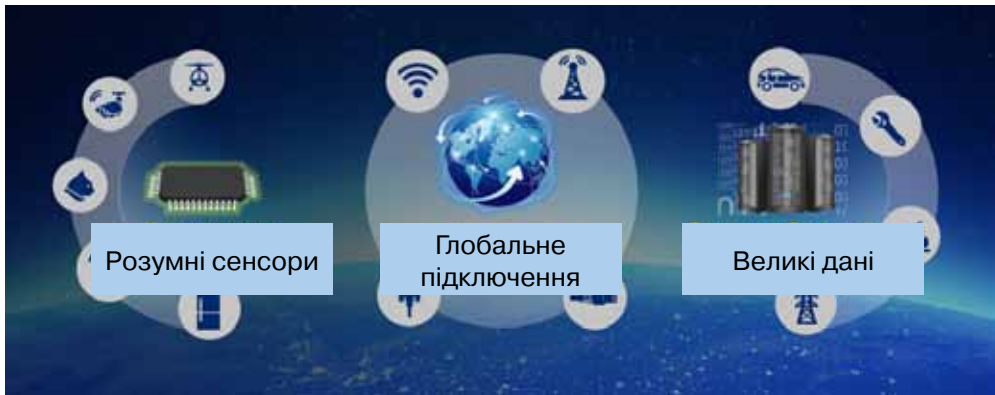 Розумні сенсори
Глобальне
підключення
Великі дані